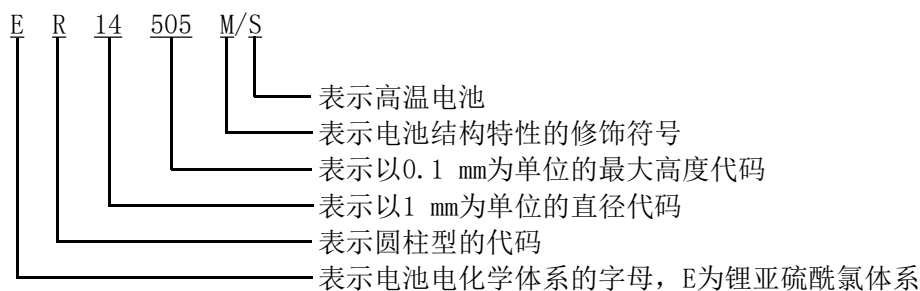 E R 14 505 M/S
表示高温电池
表示电池结构特性的修饰符号
表示以0.1 mm为单位的最大高度代码
表示以1 mm为单位的直径代码
表示圆柱型的代码
表示电池电化学体系的字母，E为锂亚硫酰氯体系